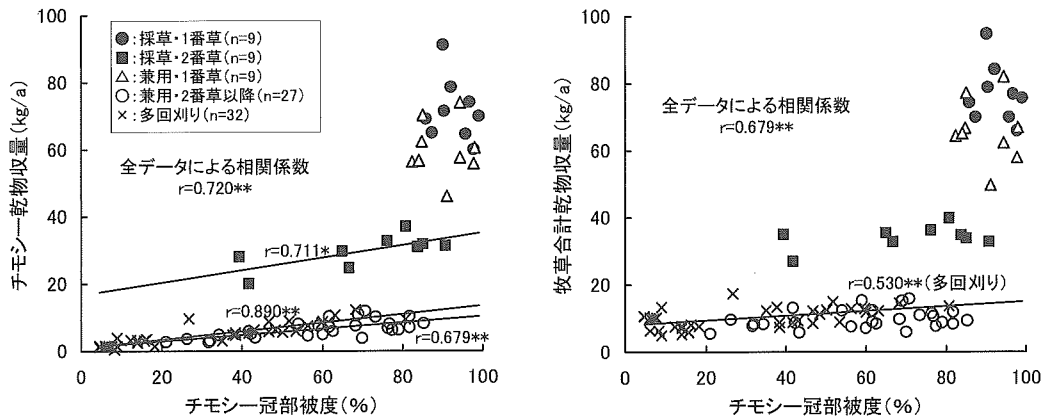 チモシー乾物収量(kg/a)
100
80
60
40
20
0
●:採草・1番草(n=9)
■:採草・2番草(n=9)
△:兼用・1番草(n=9)
○:兼用・2番草以降(n=27)
×:多回刈り(n=32)
全データによる相関係数
r=0.720**
r=0.711*
r=0.890**
r=0.679**
0 20 40 60 80 100
チモシー冠部被度(%)
牧草合計乾物収量(kg/a)
100
80
60
40
20
0
全データによる相関係数
r=0.679**
r=0.530**(多回刈り)
0 20 40 60 80 100
チモシー冠部被度(%)